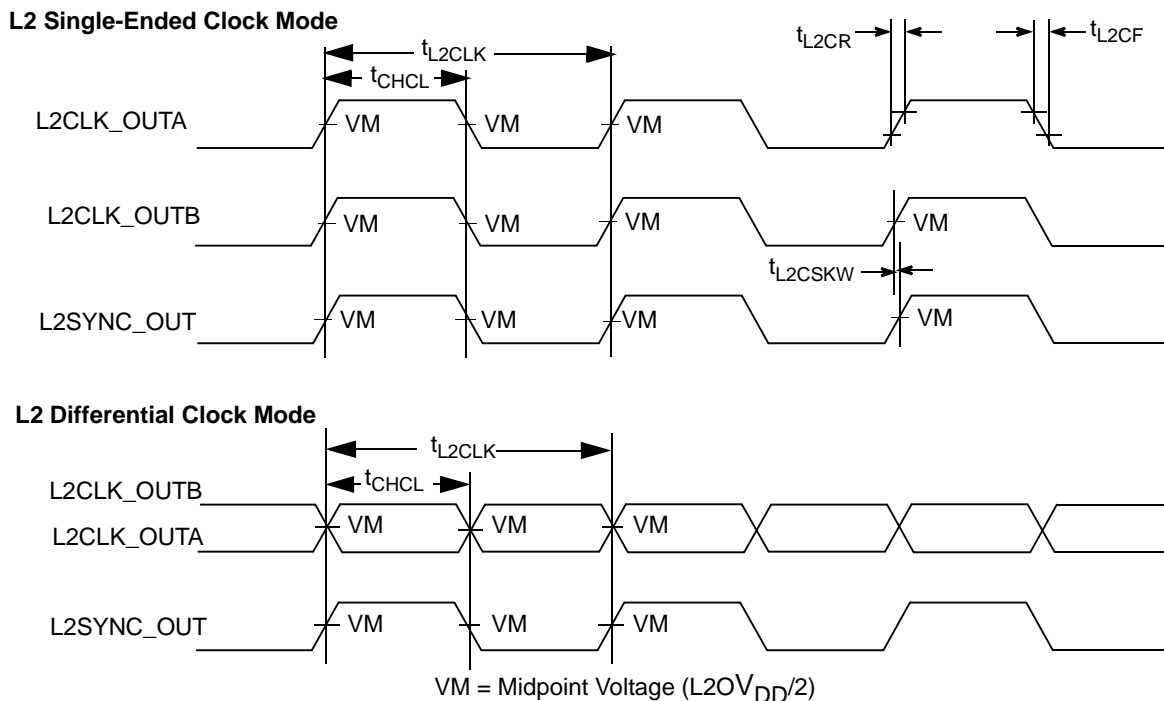 L2 Single-Ended Clock Mode
tL2CLK
tL2CR
tL2CF
tCHCL
L2CLK_OUTA
VM VM VM
L2CLK_OUTB
VM VM VM VM
tL2CSKW
L2SYNC_OUT
VM VM VM VM
L2 Differential Clock Mode
tL2CLK
L2CLK_OUTB
tCHCL
L2CLK_OUTA
VM VM VM
L2SYNC_OUT
VM VM VM
VM = Midpoint Voltage (L2OVDD/2)